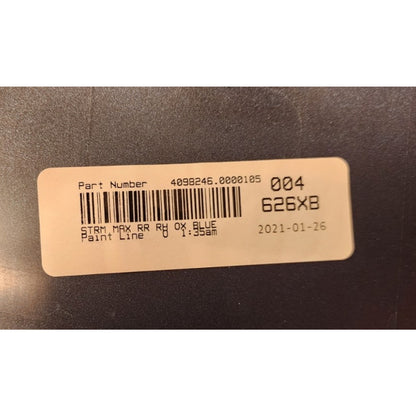 Part Number 4098246.0000105
004
626XB
STRM MAX RR RH OX BLUE
Paint Line 0 1:35am
2021-01-26